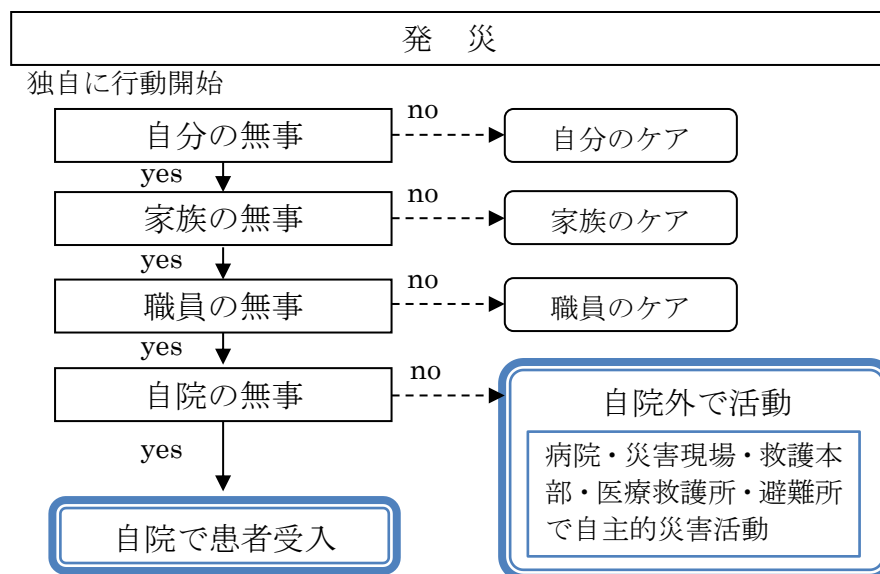 発　災
独自に行動開始
自分の無事
no
自分のケア
yes
家族の無事
no
家族のケア
yes
職員の無事
no
職員のケア
yes
自院の無事
no
自院外で活動
病院・災害現場・救護本
部・医療救護所・避難所
で自主的災害活動
yes
自院で患者受入